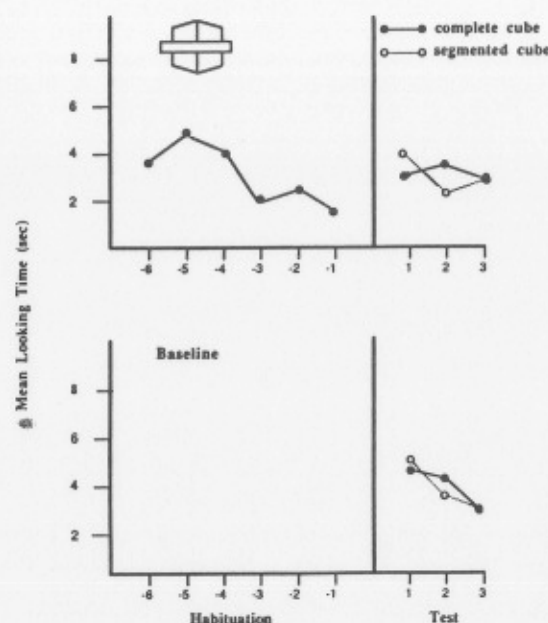 complete cube
segmented cube
8
6
4
2
-6 -5 -4 -3 -2 -1
1 2 3
Mean Looking Time (sec)
Baseline
8
6
4
2
-6 -5 -4 -3 -2 -1
1 2 3
Habituation
Test